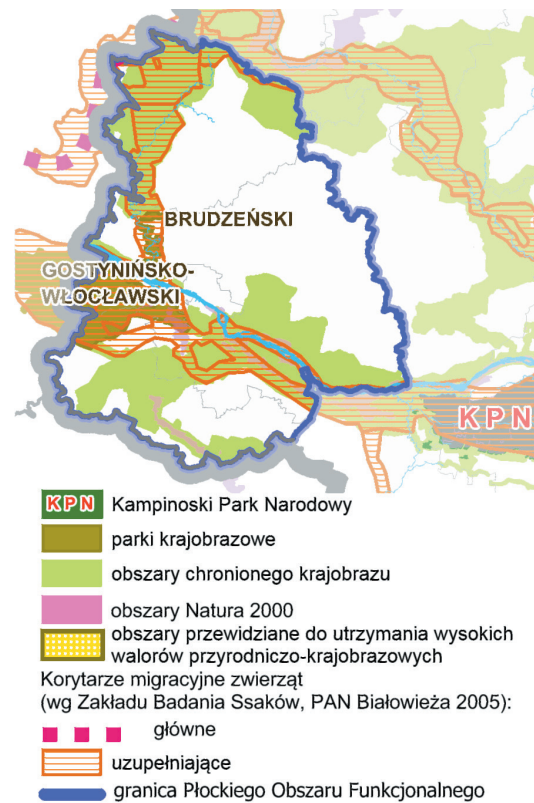 BRUDZEŃSKI
GOSTYNIŃSKO-
WŁOCŁAWSKI
KPN
KPN Kampinoski Park Narodowy
parki krajobrazowe
obszary chronionego krajobrazu
obszary Natura 2000
obszary przewidziane do utrzymania wysokich
walorów przyrodniczo-krajobrazowych
Korytarze migracyjne zwierząt
(wg Zakładu Badania Ssaków, PAN Białowieża 2005):
główne
uzupełniające
granica Płockiego Obszaru Funkcjonalnego